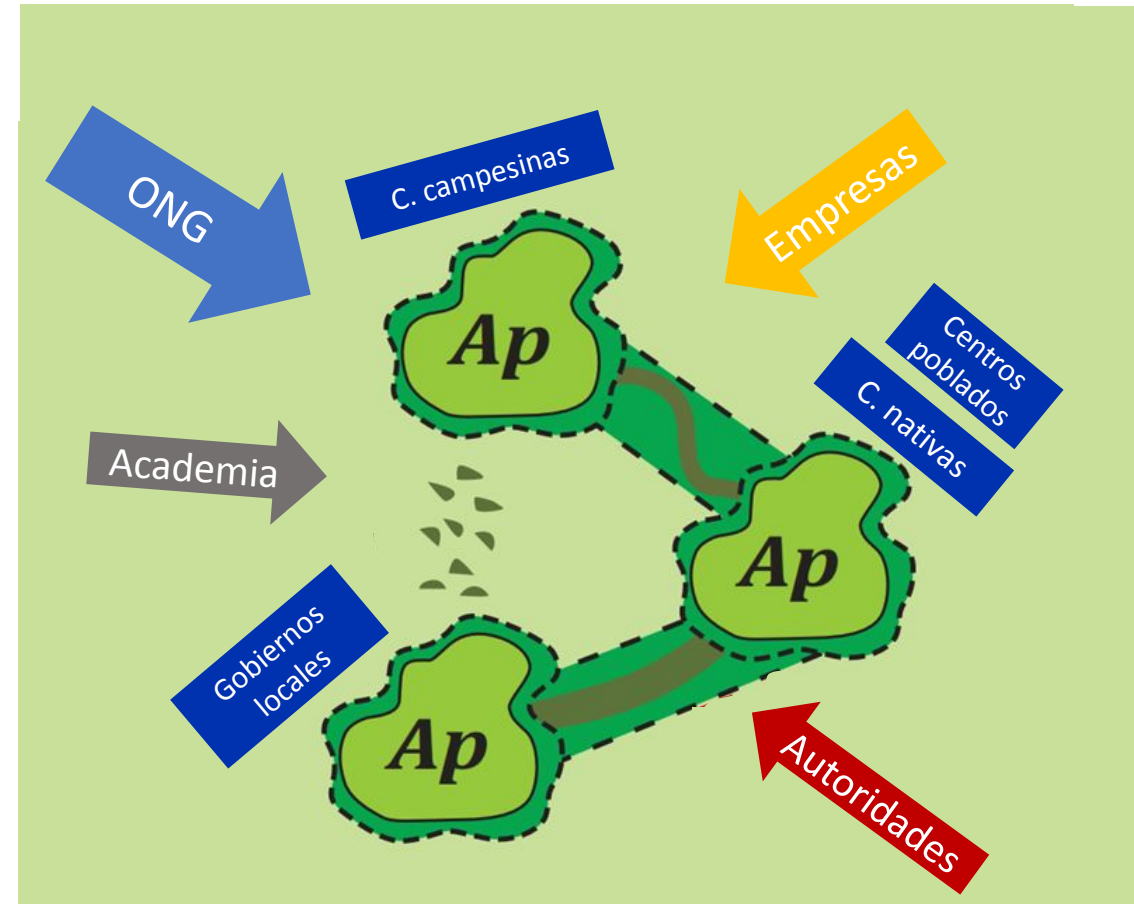 ONG
C. campesinas
Empresas
Centros
poblados
C. nativas
Ap
Academia
Ap
Gobiernos
locales
Ap
Autoridades